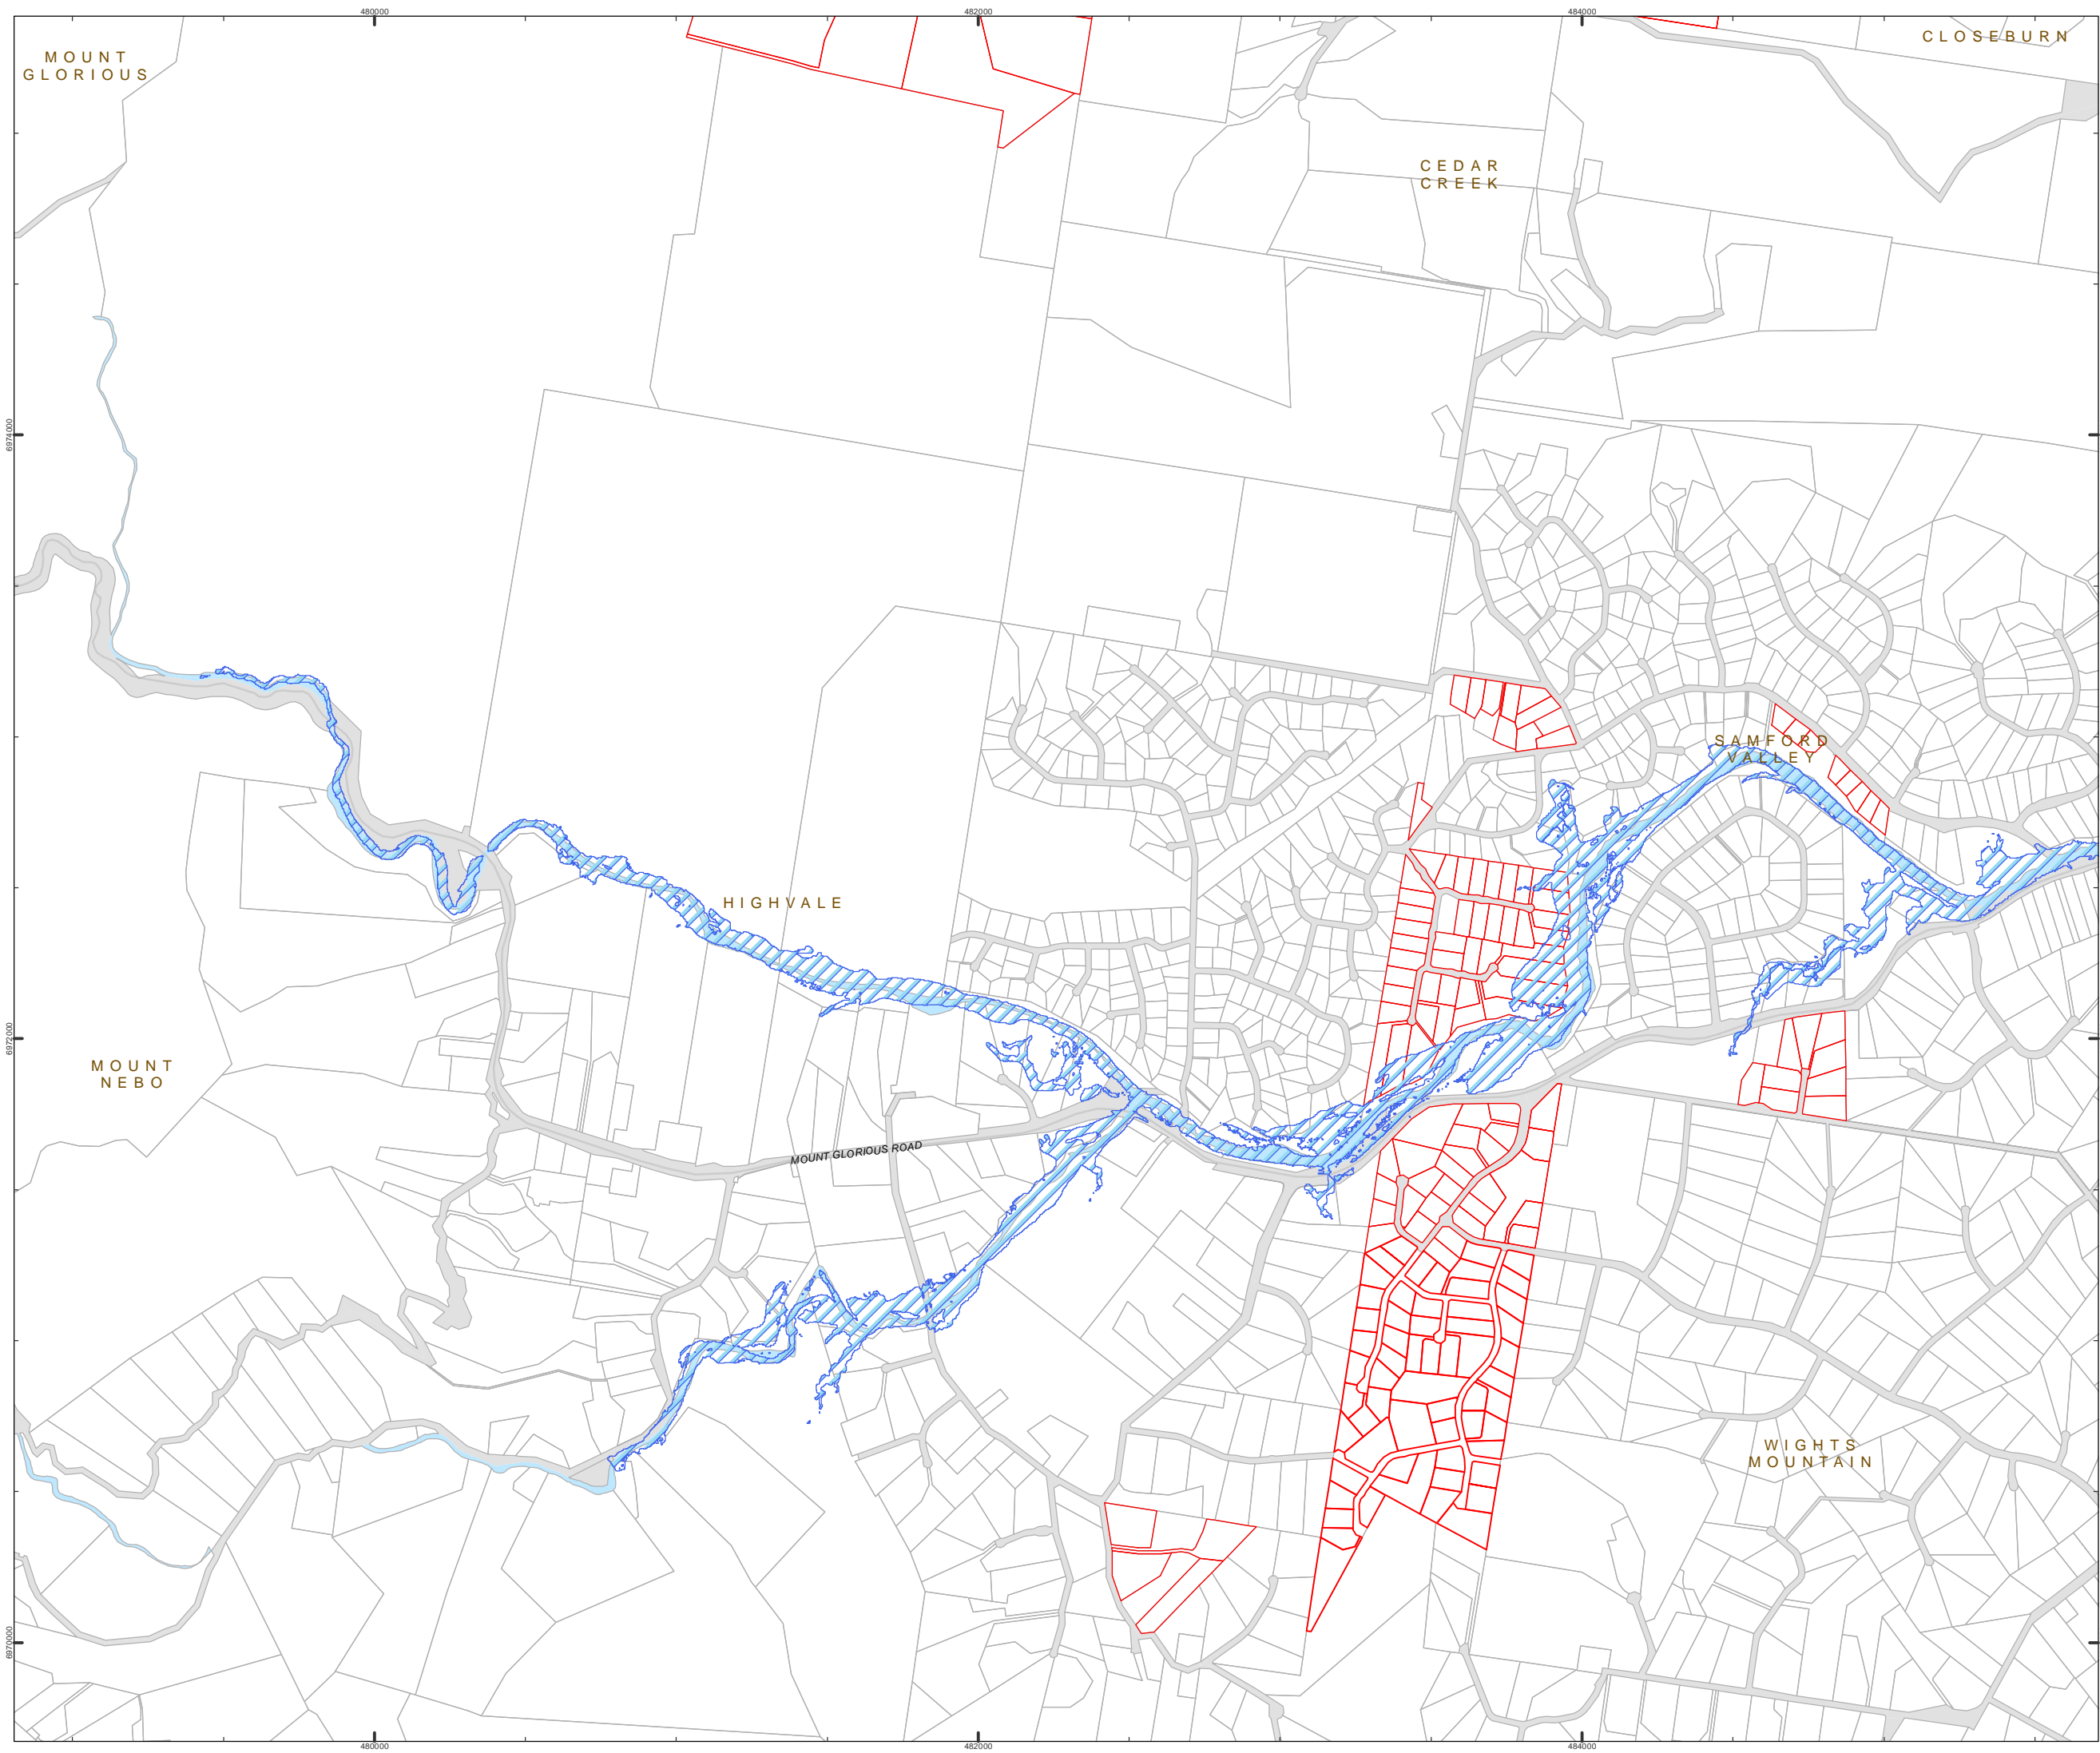 480000
482000
484000
MOUNT
GLORIOUS
CLOSEBURN
CEDAR
CREEK
6974000
SAMFORD
VALLEY
HIGHVALE
6972000
MOUNT
NEBO
MOUNT GLORIOUS ROAD
WIGHTS
MOUNTAIN
6970000
480000
482000
484000